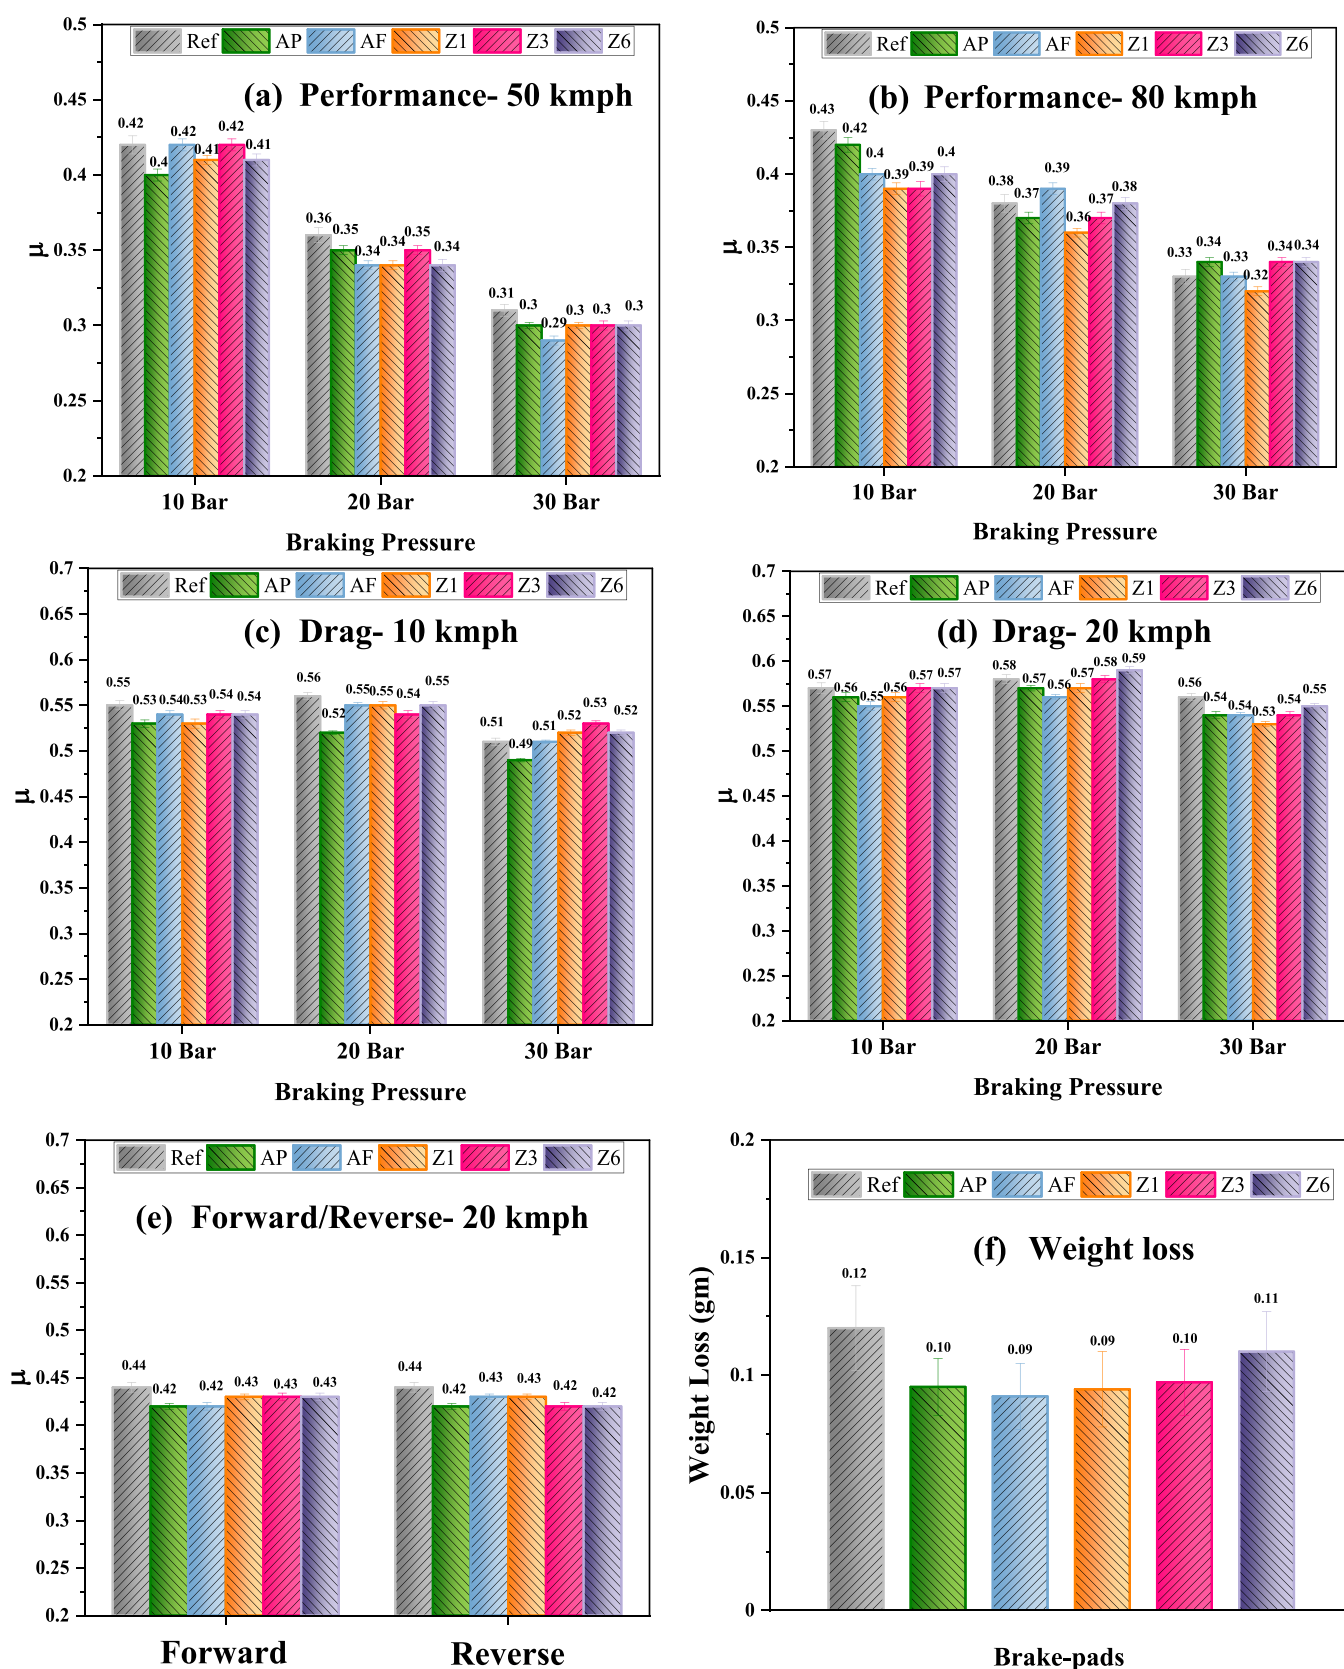 Ref AP AF Z1 Z3 Z6
(a) Performance- 50 kmph
0.5
0.45
0.4
0.35
0.3
0.25
0.2
μ
0.42 0.4 0.42 0.41 0.42 0.41
0.36 0.35 0.34 0.34 0.35 0.34
0.31 0.3 0.29 0.3 0.3 0.3
10 Bar 20 Bar 30 Bar
Braking Pressure
Ref AP AF Z1 Z3 Z6
(b) Performance- 80 kmph
0.5
0.45
0.4
0.35
0.3
0.25
0.2
μ
0.43 0.42 0.4 0.39 0.39 0.4
0.38 0.37 0.39 0.36 0.37 0.38
0.33 0.34 0.33 0.32 0.34 0.34
10 Bar 20 Bar 30 Bar
Braking Pressure
Ref AP AF Z1 Z3 Z6
(c) Drag- 10 kmph
0.7
0.65
0.6
0.55
0.5
0.45
0.4
0.35
0.3
0.25
0.2
μ
0.55 0.53 0.54 0.53 0.54 0.54
0.56 0.52 0.55 0.55 0.54 0.55
0.51 0.49 0.51 0.52 0.53 0.52
10 Bar 20 Bar 30 Bar
Braking Pressure
Ref AP AF Z1 Z3 Z6
(d) Drag- 20 kmph
0.7
0.65
0.6
0.55
0.5
0.45
0.4
0.35
0.3
0.25
0.2
μ
0.57 0.56 0.55 0.56 0.57 0.57
0.58 0.57 0.56 0.57 0.58 0.59
0.56 0.54 0.54 0.53 0.54 0.55
10 Bar 20 Bar 30 Bar
Braking Pressure
Ref AP AF Z1 Z3 Z6
(e) Forward/Reverse- 20 kmph
0.7
0.65
0.6
0.55
0.5
0.45
0.4
0.35
0.3
0.25
0.2
μ
0.44 0.42 0.42 0.43 0.43 0.43
0.44 0.42 0.43 0.43 0.42 0.42
Forward Reverse
Ref AP AF Z1 Z3 Z6
(f) Weight loss
0.2
0.15
0.1
0.05
0
Weight Loss (gm)
0.12 0.10 0.09 0.09 0.10 0.11
Brake-pads